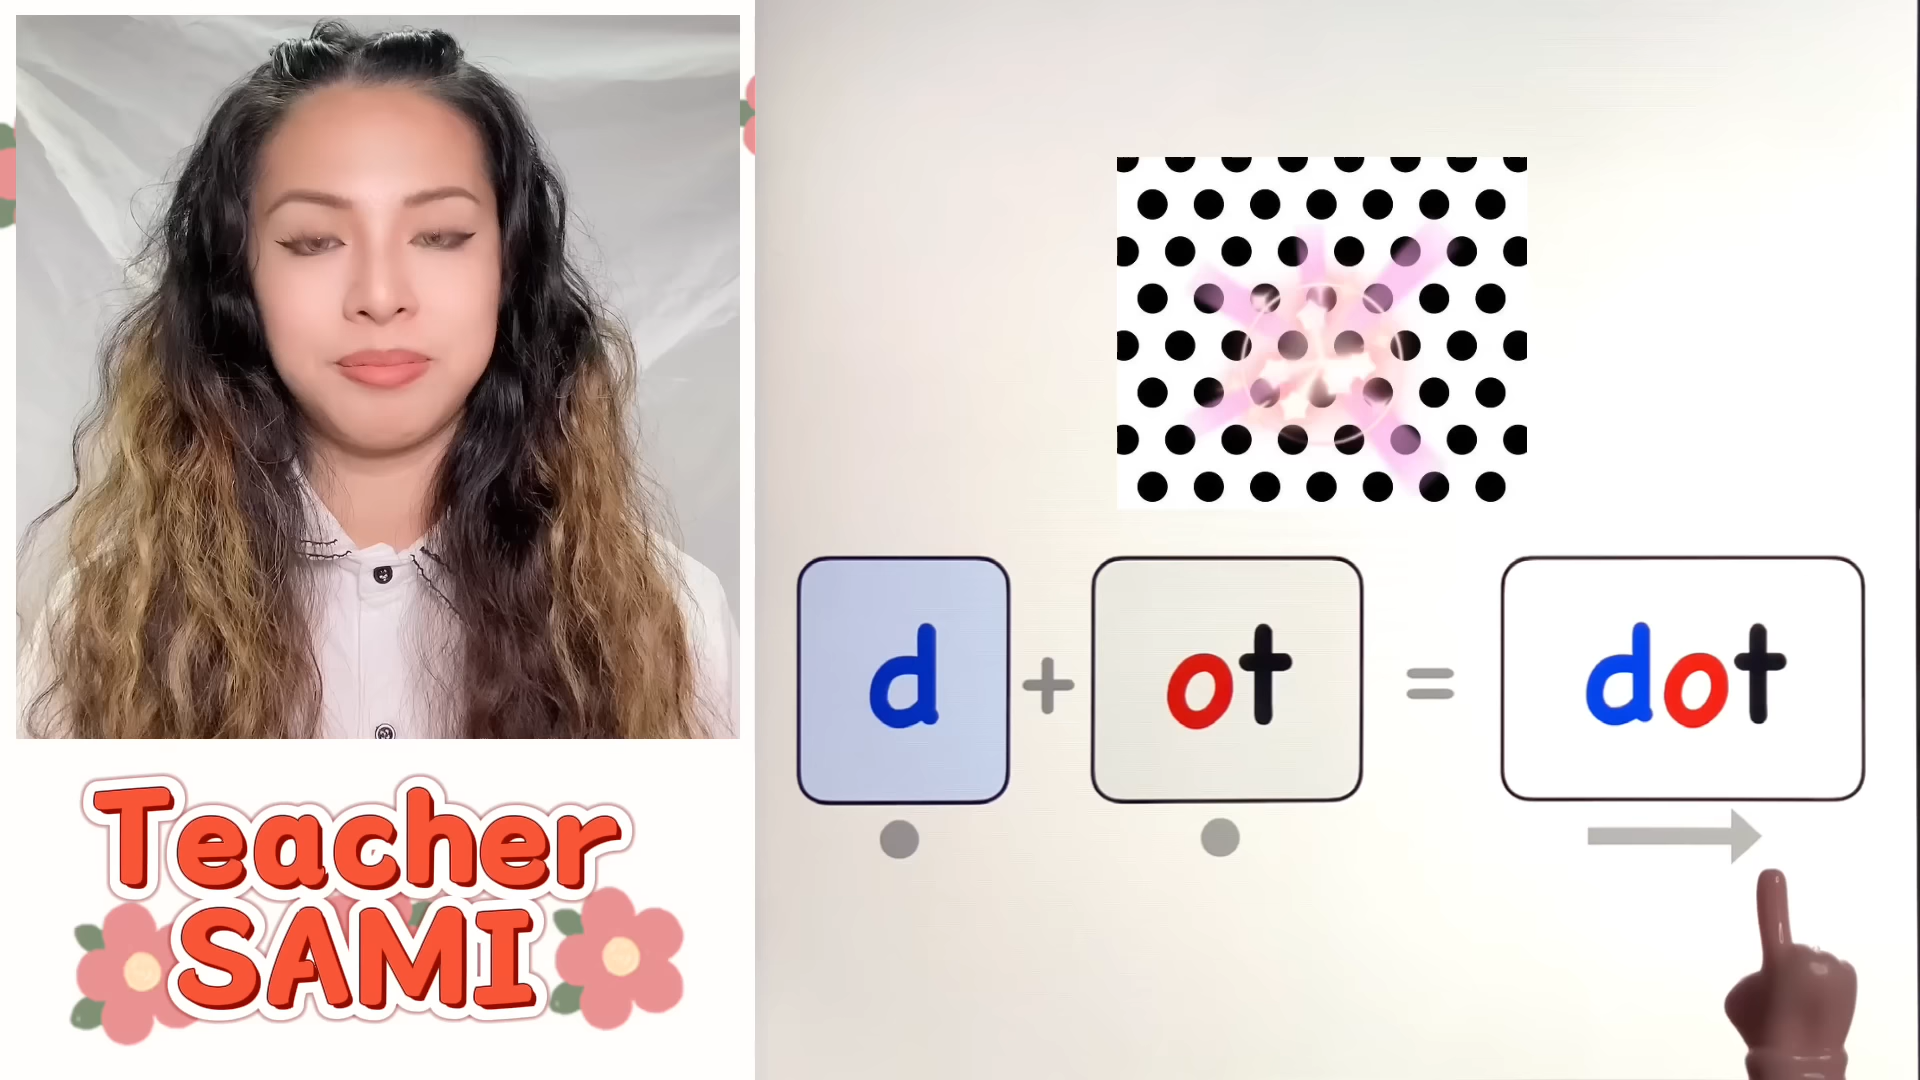 Teacher
SAMI
d + ot = dot